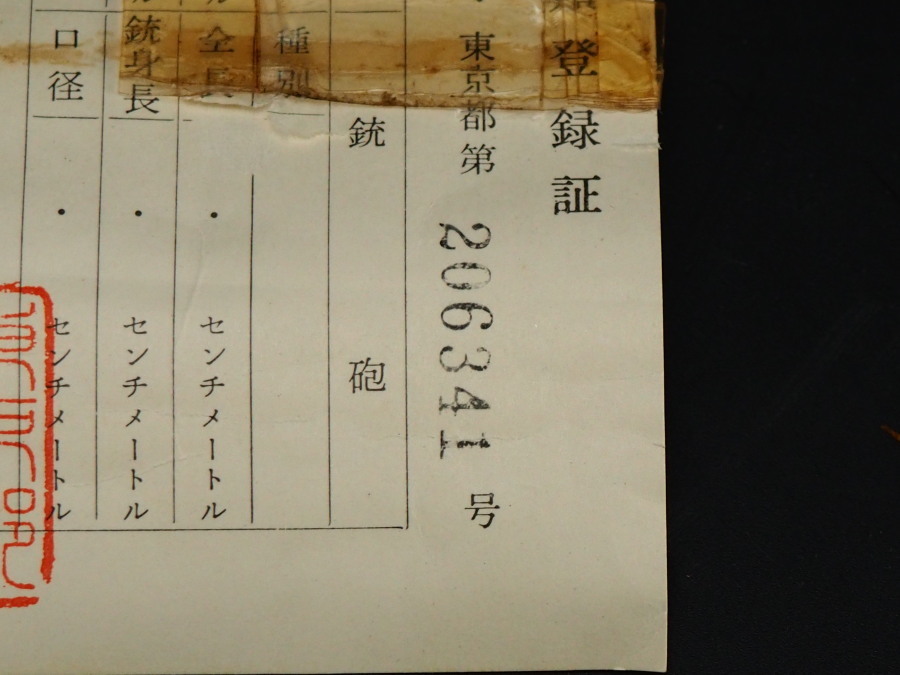 登録証
東京都第206341号
銃砲
種別
全長・センチメートル
銃身長・センチメートル
口径・センチメートル